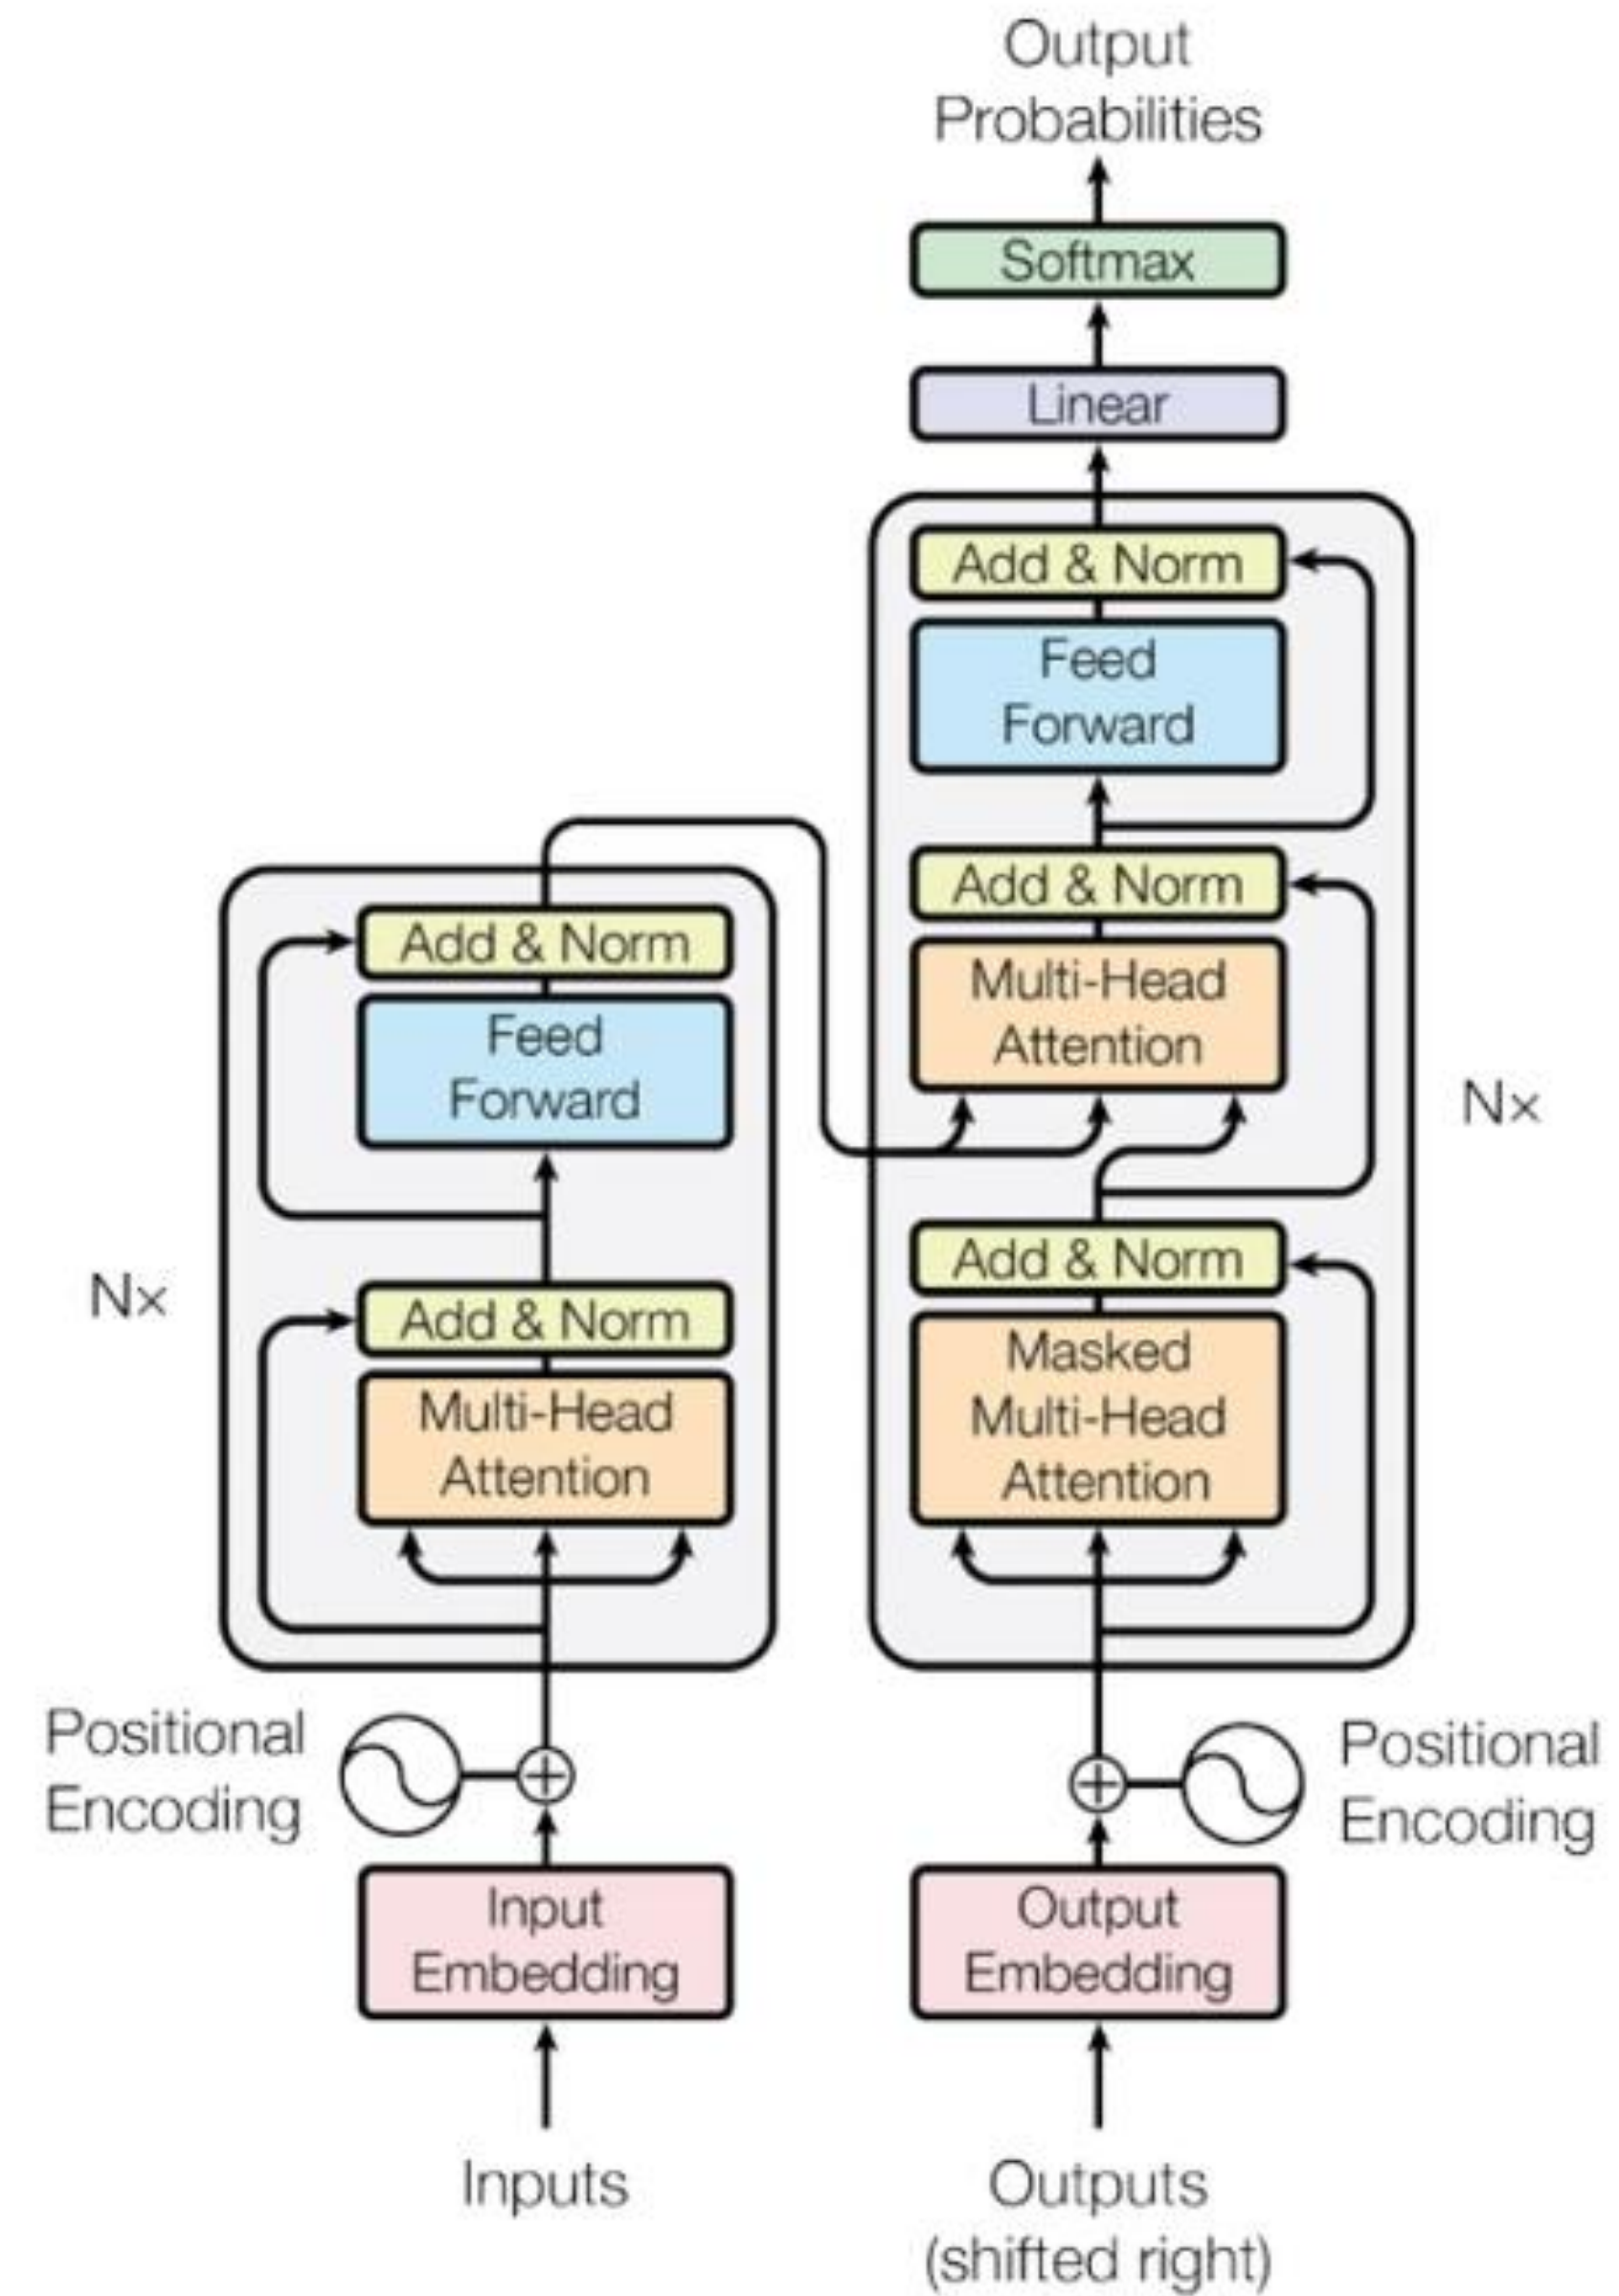 Output
Probabilities
Softmax
Linear
Add & Norm
Feed
Forward
Add & Norm
Multi-Head
Attention
Nx
Add & Norm
Masked
Multi-Head
Attention
Add & Norm
Feed
Forward
Nx
Add & Norm
Multi-Head
Attention
Positional
Encoding
Positional
Encoding
Input
Embedding
Output
Embedding
Inputs
Outputs
(shifted right)